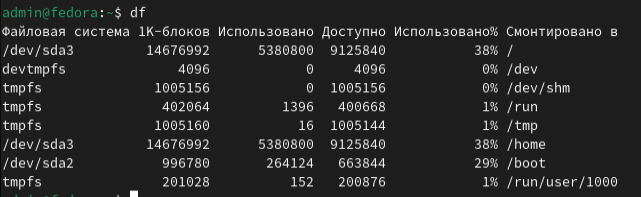 admin@fedora:~$ df
Файловая система 1K-блоков Использовано Доступно Использовано% Смонтировано в
/dev/sda3 14676992 5380800 9125840 38% /
devtmpfs 4096 0 4096 0% /dev
tmpfs 1005156 0 1005156 0% /dev/shm
tmpfs 402064 1396 400668 1% /run
tmpfs 1005160 16 1005144 1% /tmp
/dev/sda3 14676992 5380800 9125840 38% /home
/dev/sda2 996780 264124 663844 29% /boot
tmpfs 201028 152 200876 1% /run/user/1000